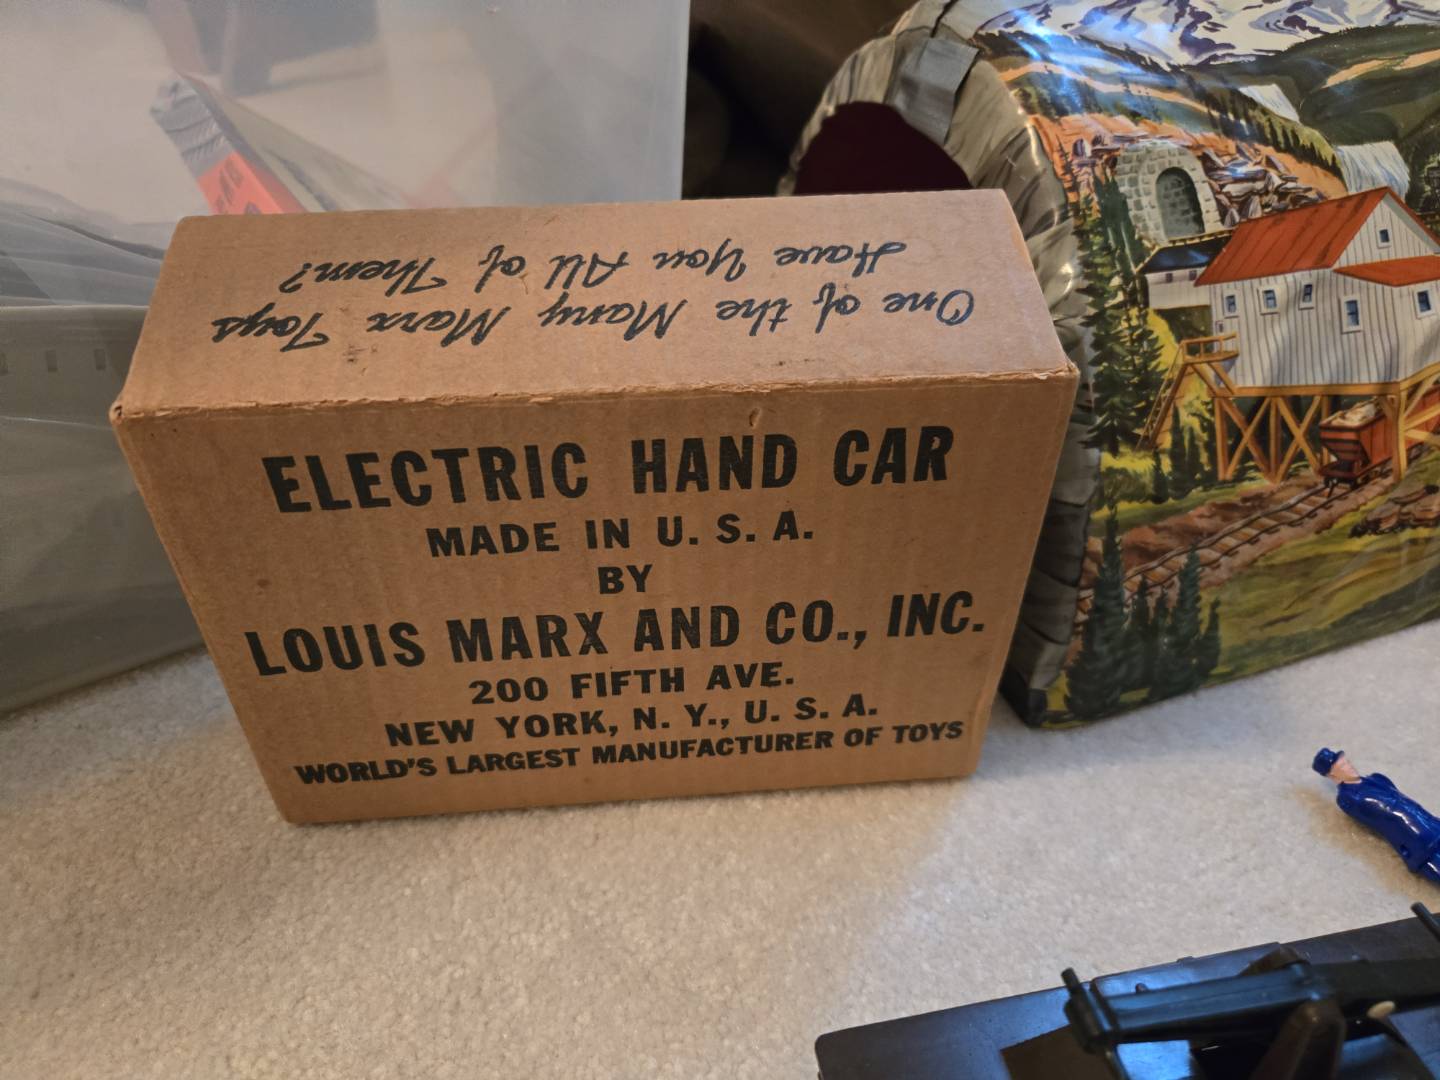 One of the Many Marx Toys
Have You All of Them?
ELECTRIC HAND CAR
MADE IN U. S. A.
BY
LOUIS MARX AND CO., INC.
200 FIFTH AVE.
NEW YORK, N. Y., U. S. A.
WORLD'S LARGEST MANUFACTURER OF TOYS